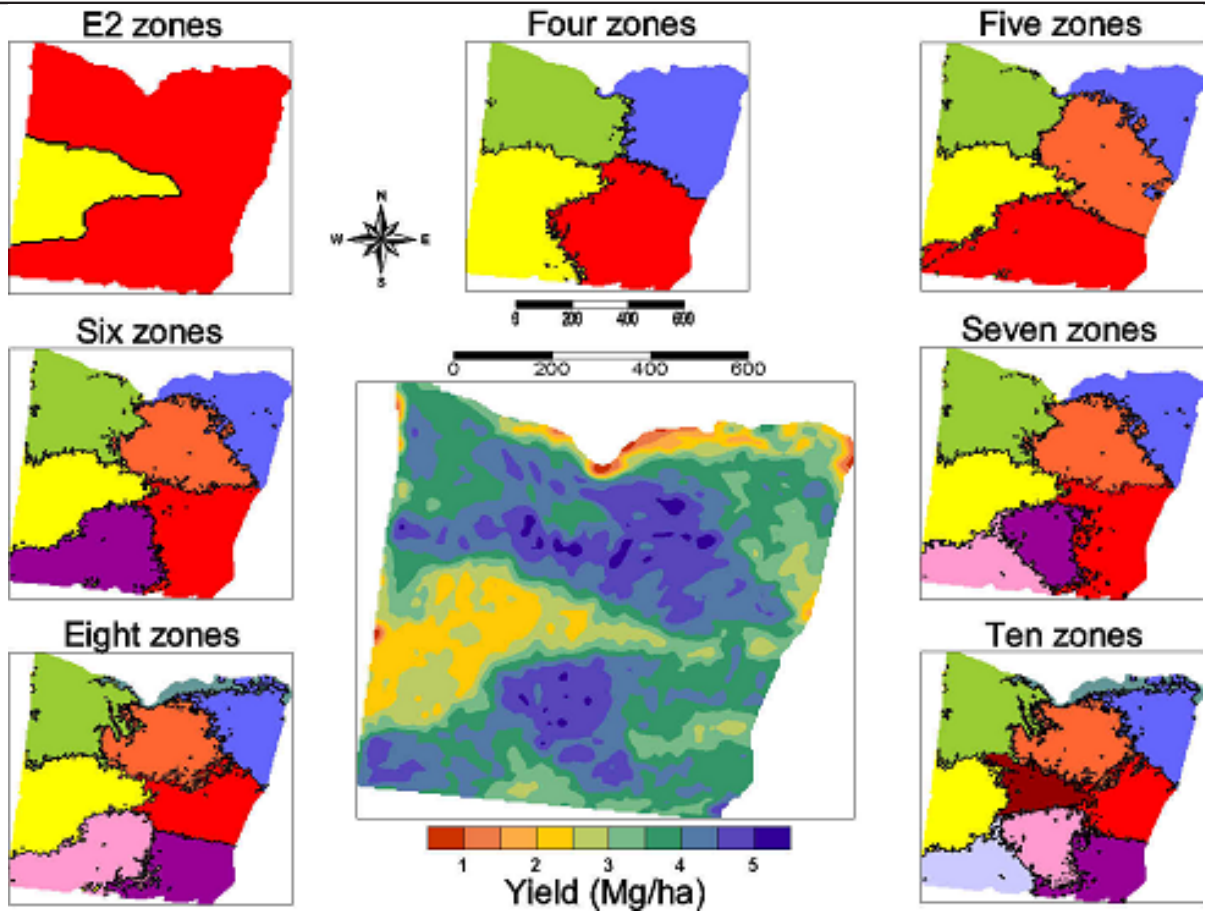 E2 zones
Four zones
Five zones
N
W E
S
0 200 400 600
Six zones
Seven zones
0 200 400 600
Eight zones
Ten zones
1 2 3 4 5
Yield (Mg/ha)